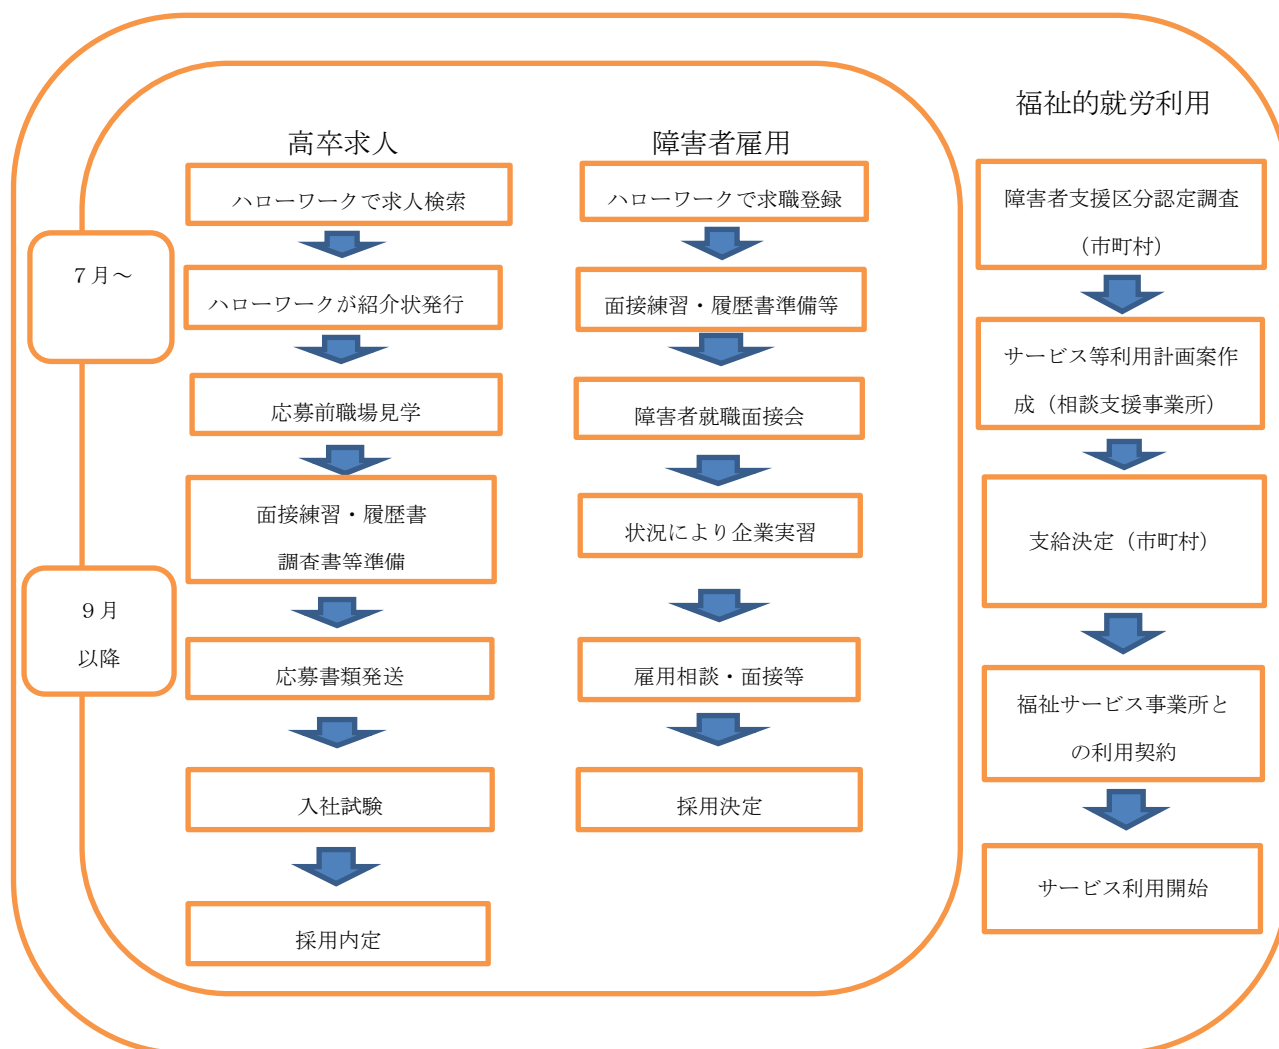 高卒求人
ハローワークで求人検索
ハローワークが紹介状発行
応募前職場見学
面接練習・履歴書
調査書等準備
応募書類発送
入社試験
採用内定
７月～
９月
以降
障害者雇用
ハローワークで求職登録
面接練習・履歴書準備等
障害者就職面接会
状況により企業実習
雇用相談・面接等
採用決定
福祉的就労利用
障害者支援区分認定調査
（市町村）
サービス等利用計画案作
成（相談支援事業所）
支給決定（市町村）
福祉サービス事業所と
の利用契約
サービス利用開始